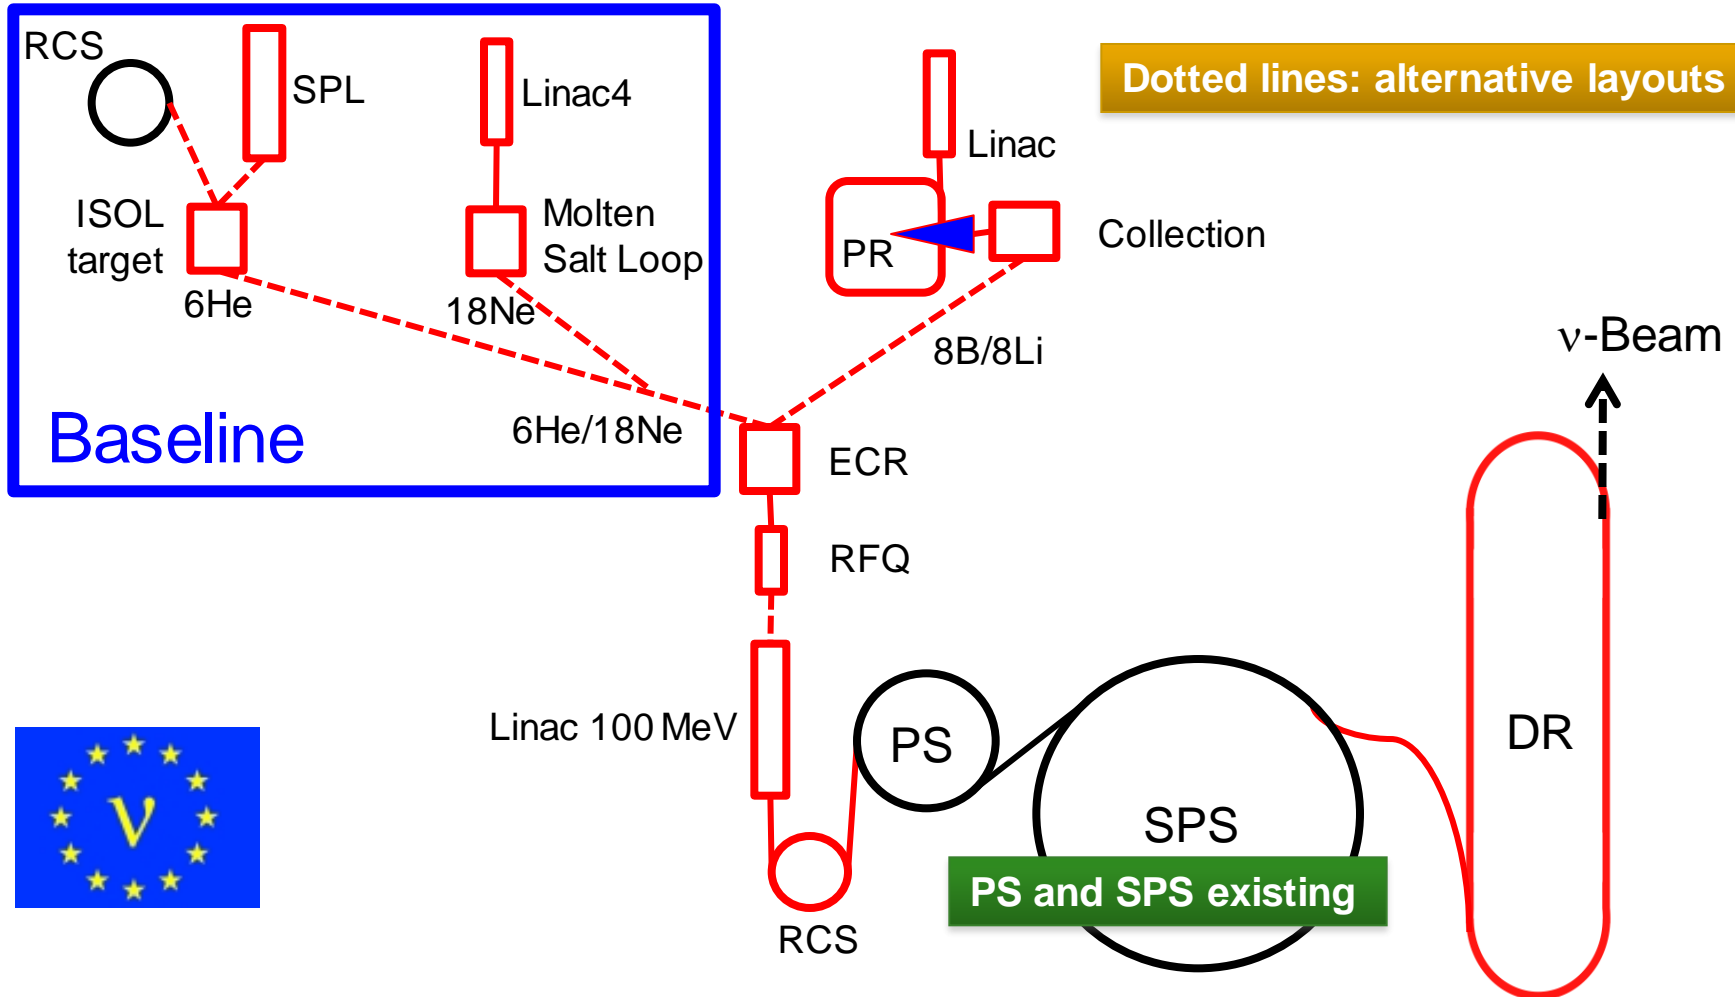 RCS
SPL
Linac4
Dotted lines: alternative layouts
Linac
ISOL
target
Molten
Salt Loop
PR
Collection
6He
18Ne
8B/8Li
ν-Beam
Baseline
6He/18Ne
ECR
RFQ
Linac 100 MeV
PS
DR
SPS
ν
PS and SPS existing
RCS